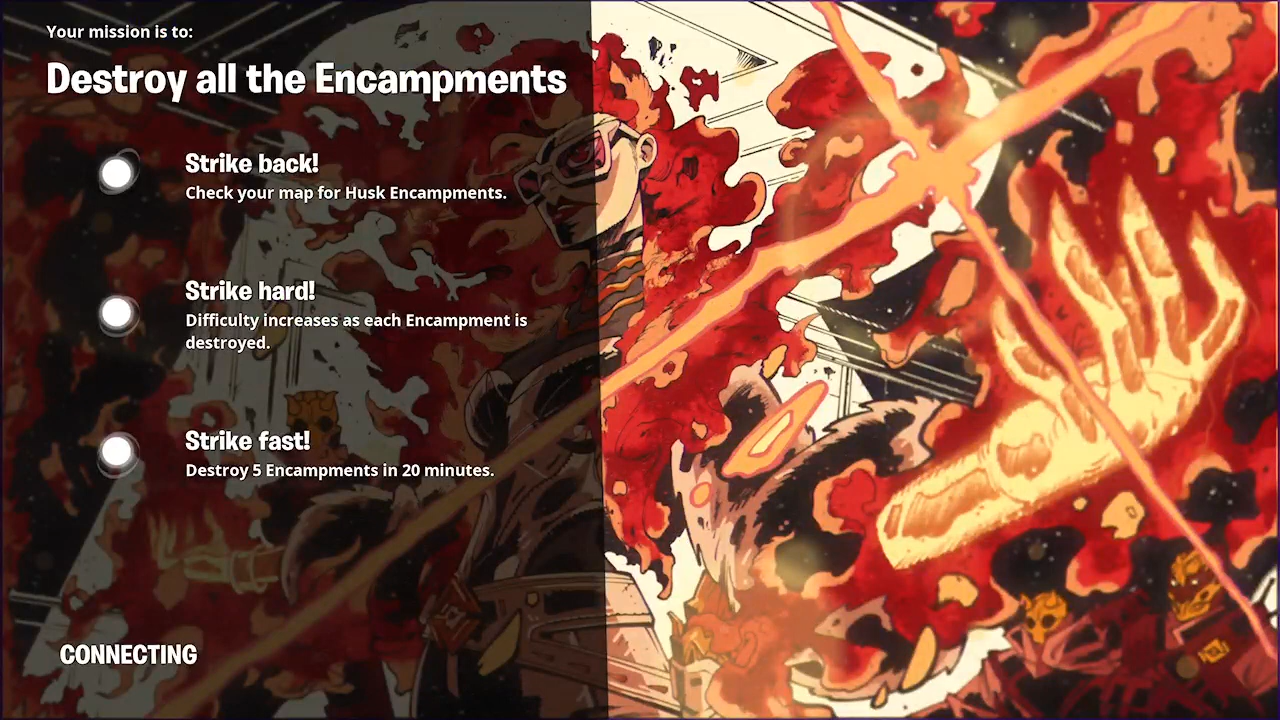 Your mission is to:
Destroy all the Encampments
Strike back!
Check your map for Husk Encampments.
Strike hard!
Difficulty increases as each Encampment is
destroyed.
Strike fast!
Destroy 5 Encampments in 20 minutes.
CONNECTING